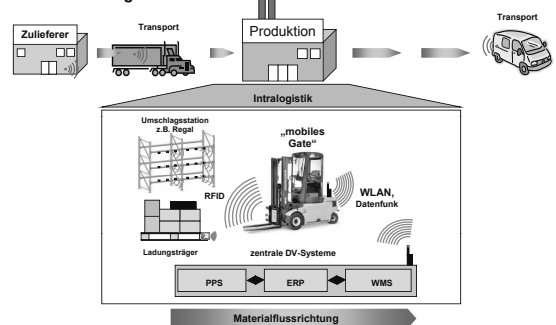 Zulieferer
Transport
Produktion
Transport
Intralogistik
Umschlagsstation
z.B. Regal
„mobiles
Gate“
RFID
WLAN,
Datenfunk
Ladungsträger
zentrale DV-Systeme
PPS
ERP
WMS
Materialflussrichtung